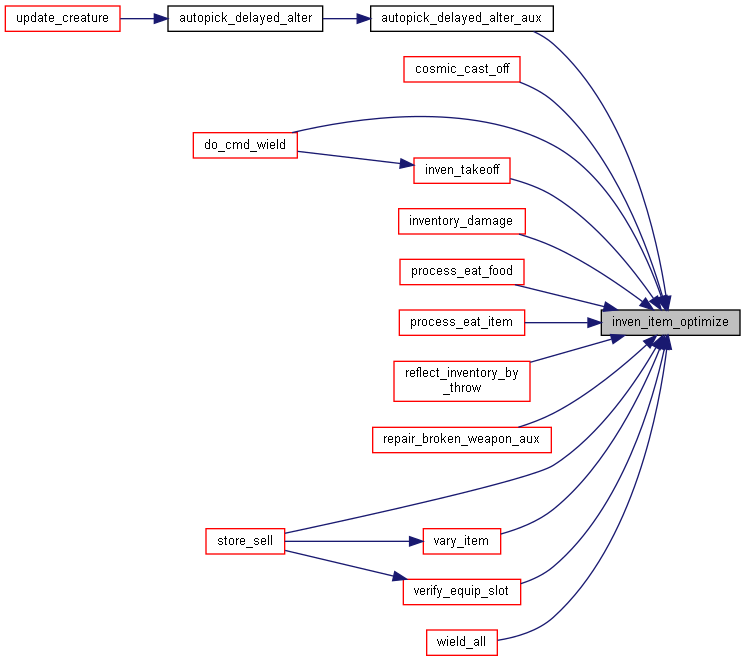 update_creature
autopick_delayed_alter
autopick_delayed_alter_aux
cosmic_cast_off
do_cmd_wield
inven_takeoff
inventory_damage
process_eat_food
inven_item_optimize
process_eat_item
reflect_inventory_by
_throw
repair_broken_weapon_aux
store_sell
vary_item
verify_equip_slot
wield_all